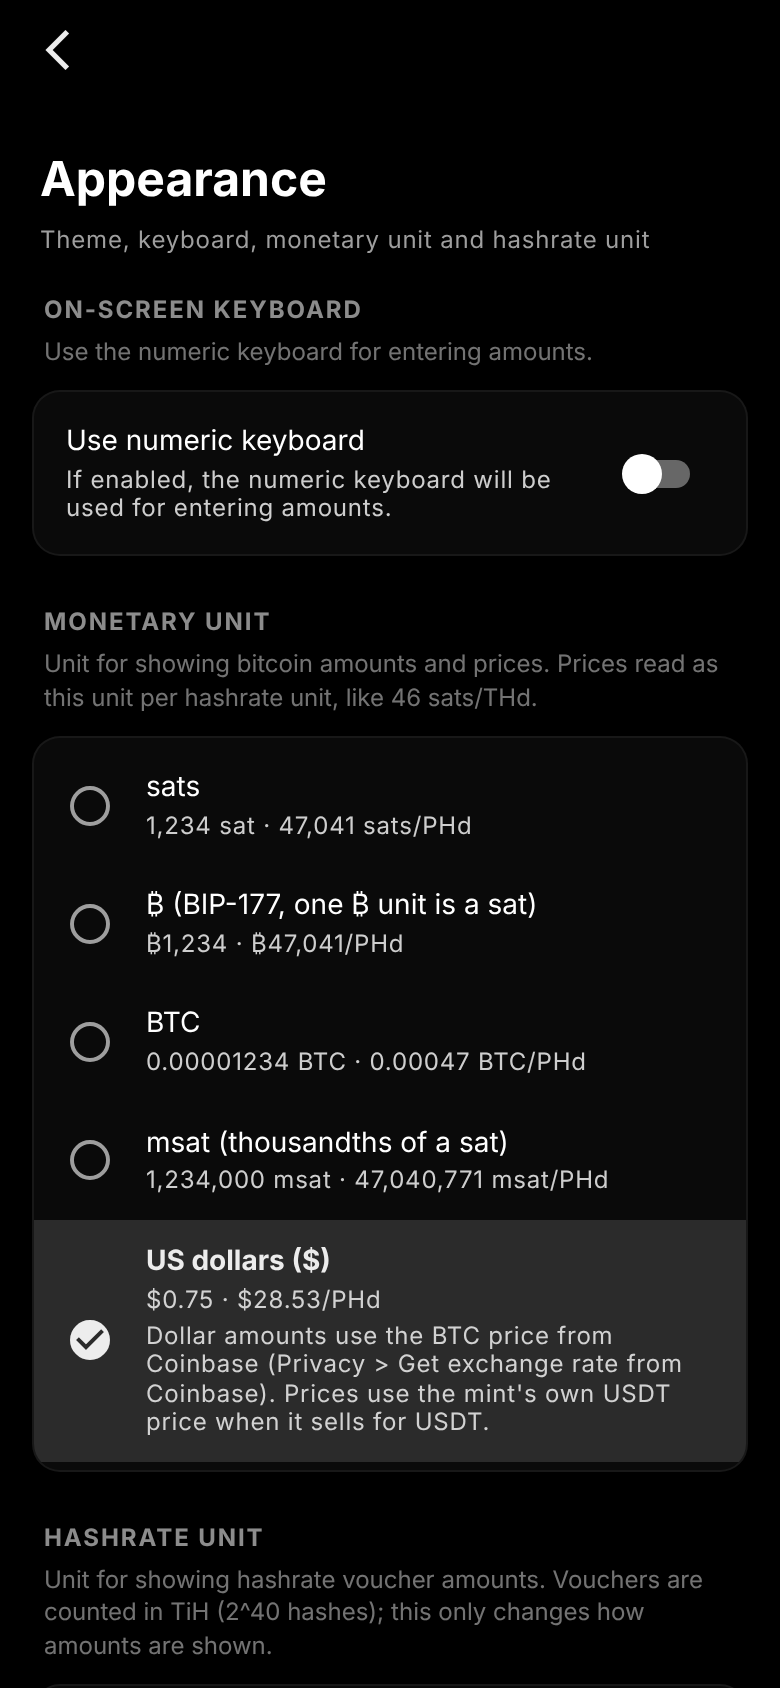 Appearance
Theme, keyboard, monetary unit and hashrate unit
ON-SCREEN KEYBOARD
Use the numeric keyboard for entering amounts.
Use numeric keyboard
If enabled, the numeric keyboard will be
used for entering amounts.
MONETARY UNIT
Unit for showing bitcoin amounts and prices. Prices read as
this unit per hashrate unit, like 46 sats/THd.
sats
1,234 sat · 47,041 sats/PHd
₿ (BIP-177, one ₿ unit is a sat)
₿1,234 · ₿47,041/PHd
BTC
0.00001234 BTC · 0.00047 BTC/PHd
msat (thousandths of a sat)
1,234,000 msat · 47,040,771 msat/PHd
US dollars ($)
$0.75 · $28.53/PHd
Dollar amounts use the BTC price from
Coinbase (Privacy > Get exchange rate from
Coinbase). Prices use the mint's own USDT
price when it sells for USDT.
HASHRATE UNIT
Unit for showing hashrate voucher amounts. Vouchers are
counted in TiH (2^40 hashes); this only changes how
amounts are shown.